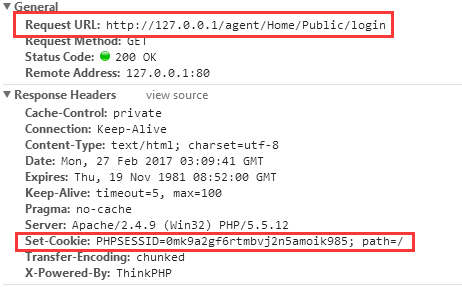 General
Request URL: http://127.0.0.1/agent/Home/Public/login
Request Method: GET
Status Code: 200 OK
Remote Address: 127.0.0.1:80
Response Headers view source
Cache-Control: private
Connection: Keep-Alive
Content-Type: text/html; charset=utf-8
Date: Mon, 27 Feb 2017 03:09:41 GMT
Expires: Thu, 19 Nov 1981 08:52:00 GMT
Keep-Alive: timeout=5, max=100
Pragma: no-cache
Server: Apache/2.4.9 (Win32) PHP/5.5.12
Set-Cookie: PHPSESSID=0mk9a2gf6rtmbvj2n5amoik985; path=/
Transfer-Encoding: chunked
X-Powered-By: ThinkPHP